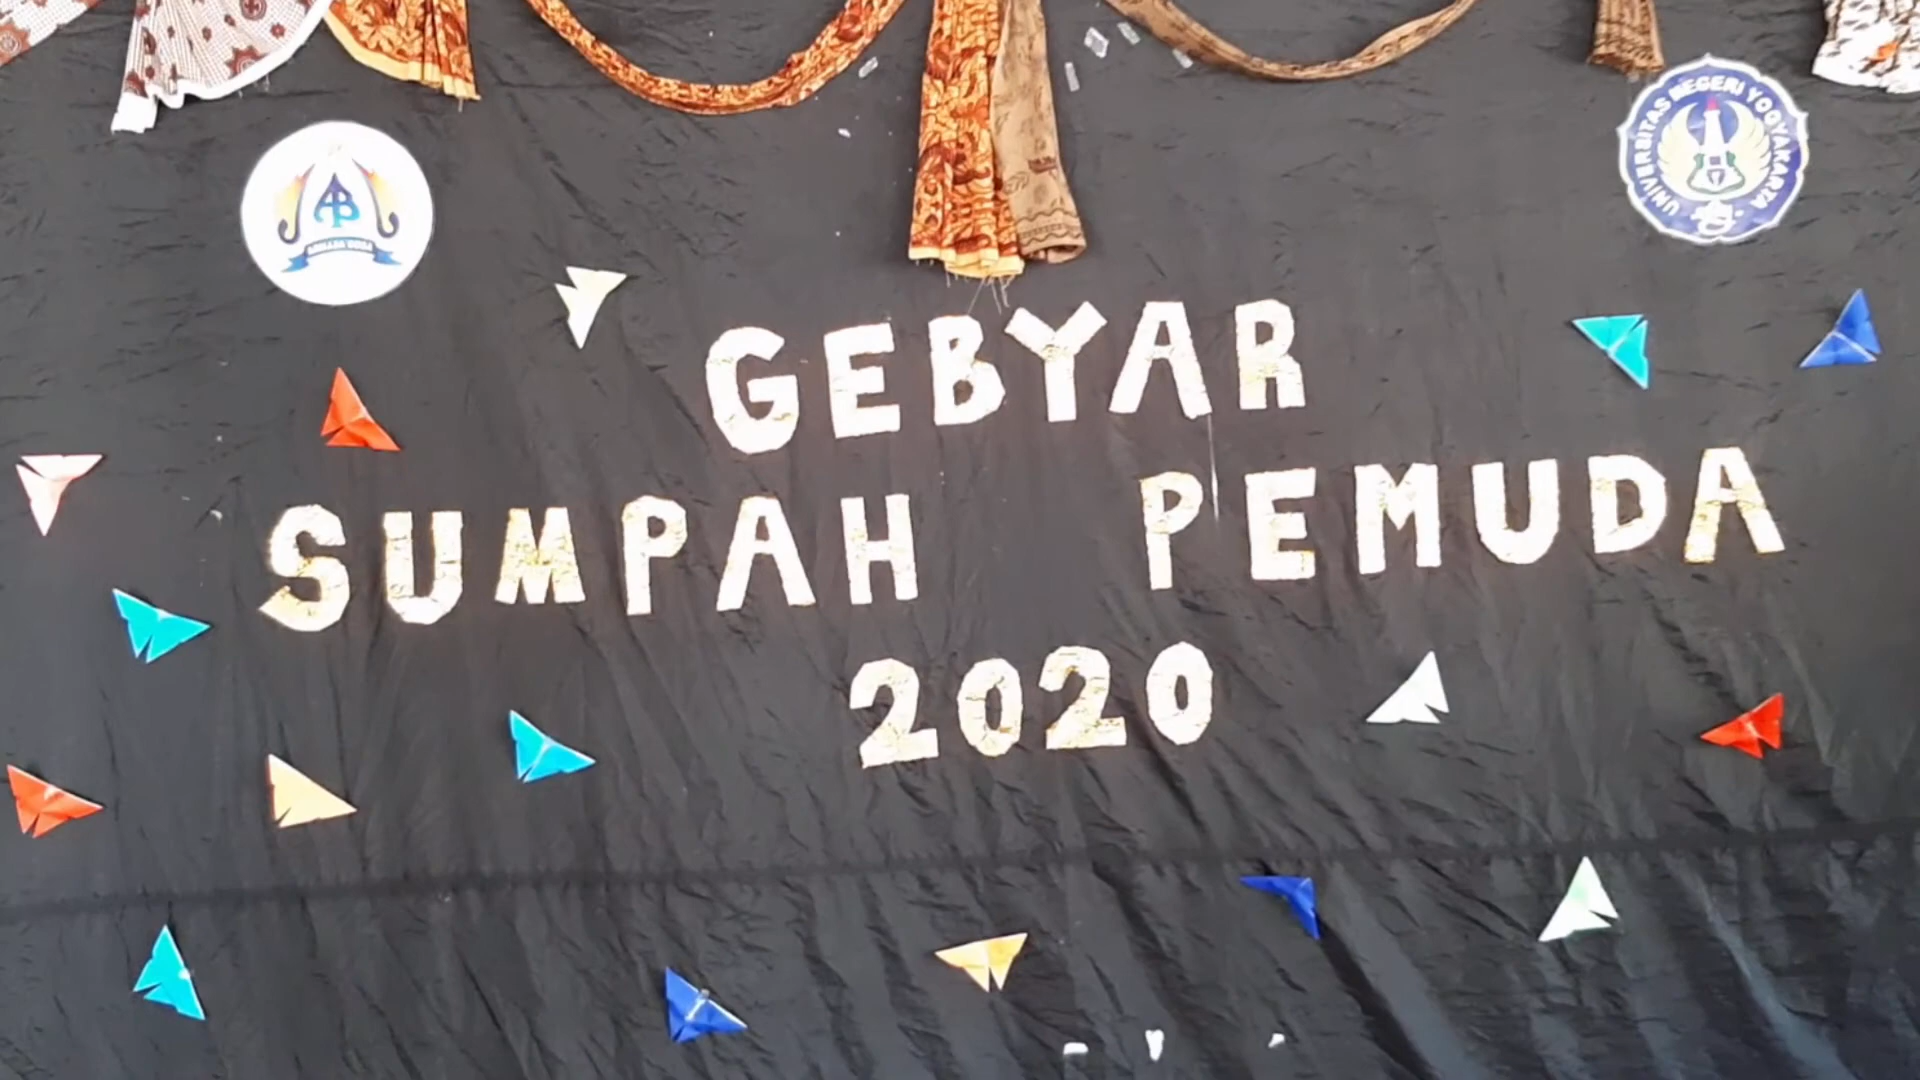 UNIVERSITAS NEGERI YOGYAKARTA
GEBYAR
SUMPAH PEMUDA
2020